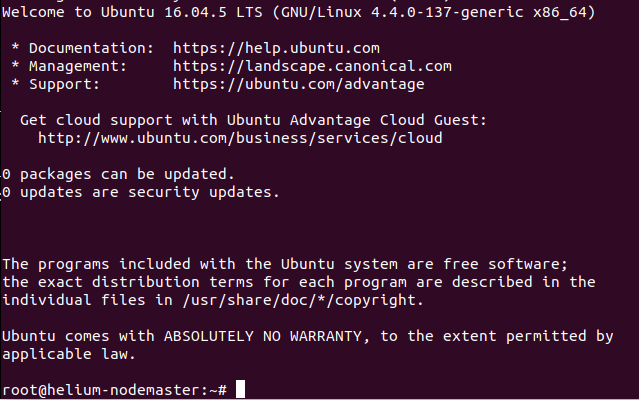 Welcome to Ubuntu 16.04.5 LTS (GNU/Linux 4.4.0-137-generic x86_64)
* Documentation:  https://help.ubuntu.com
* Management:     https://landscape.canonical.com
* Support:        https://ubuntu.com/advantage
Get cloud support with Ubuntu Advantage Cloud Guest:
http://www.ubuntu.com/business/services/cloud
0 packages can be updated.
0 updates are security updates.
The programs included with the Ubuntu system are free software;
the exact distribution terms for each program are described in the
individual files in /usr/share/doc/*/copyright.
Ubuntu comes with ABSOLUTELY NO WARRANTY, to the extent permitted by
applicable law.
root@helium-nodemaster:~#